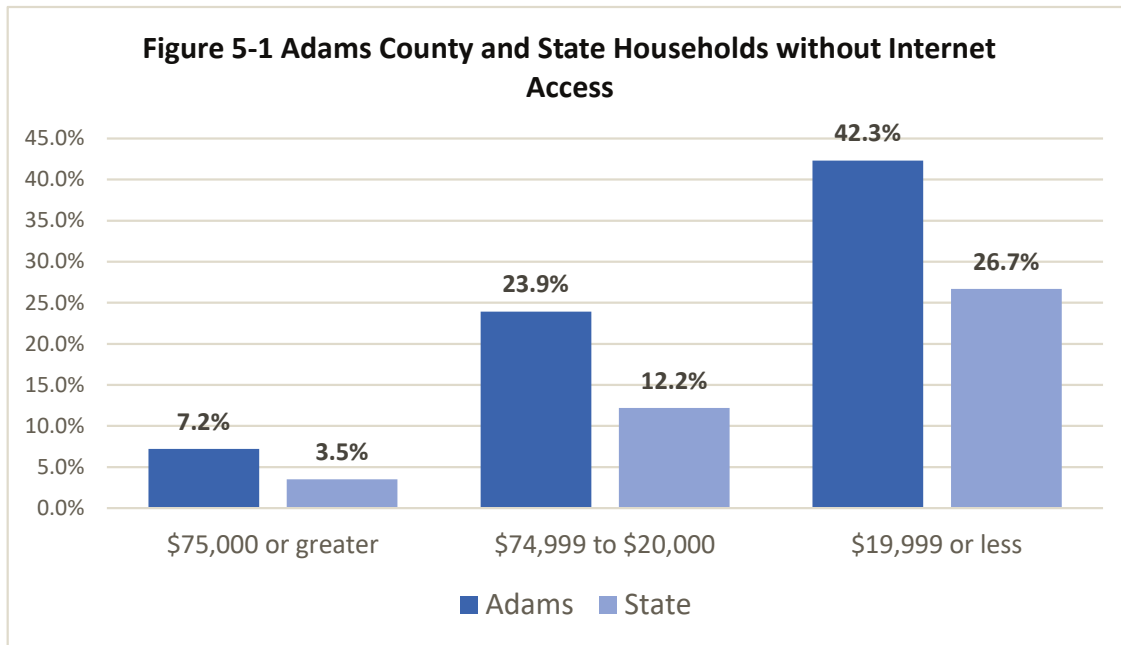 Figure 5-1 Adams County and State Households without Internet
Access
45.0%
40.0%
35.0%
30.0%
25.0%
20.0%
15.0%
10.0%
5.0%
0.0%
7.2%
3.5%
23.9%
12.2%
42.3%
26.7%
$75,000 or greater
$74,999 to $20,000
$19,999 or less
Adams
State